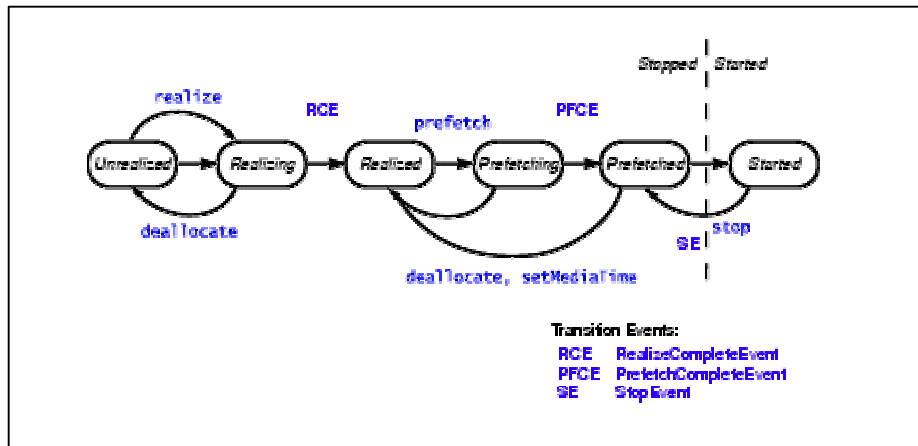 Stopped Started
realize RCE prefetch PFCE
Unrealized Realizing Realized Prefetching Prefetched Started
deallocate stop
SE
deallocate, setMediaTime
Transition Events:
RCE RealizeCompleteEvent
PFCE PrefetchCompleteEvent
SE StopEvent